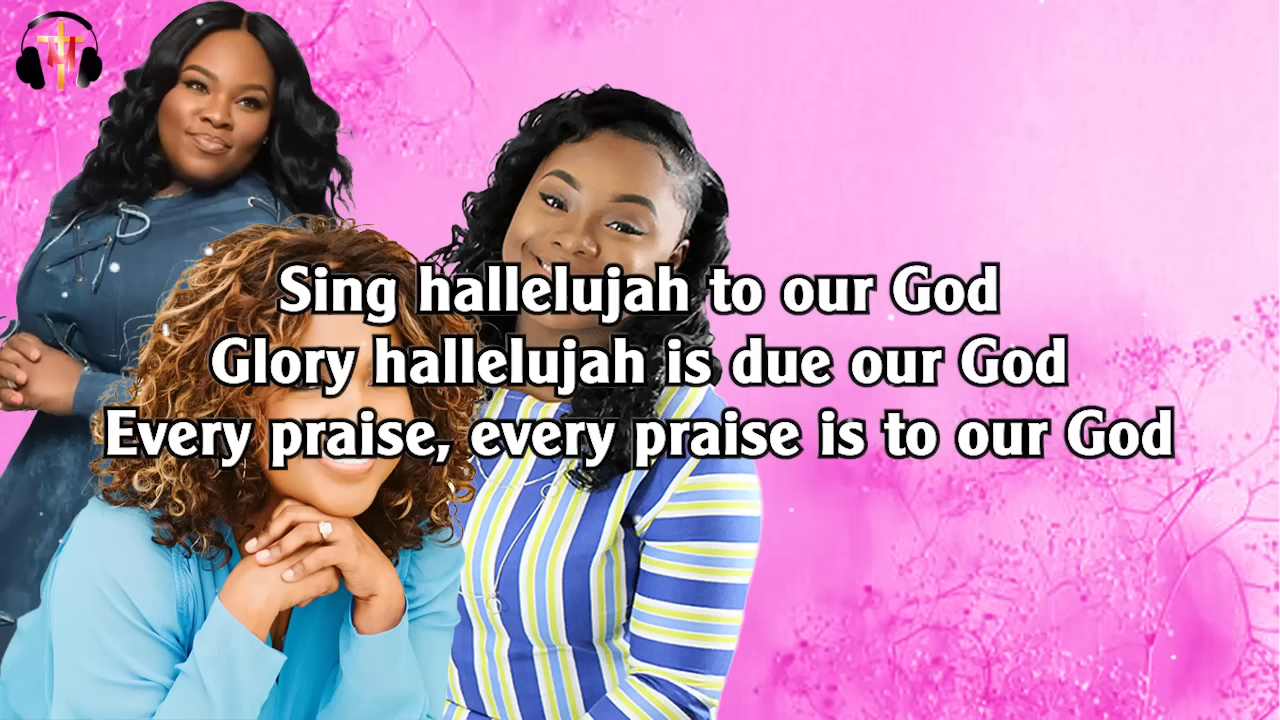 Sing hallelujah to our God
Glory hallelujah is due our God
Every praise, every praise is to our God